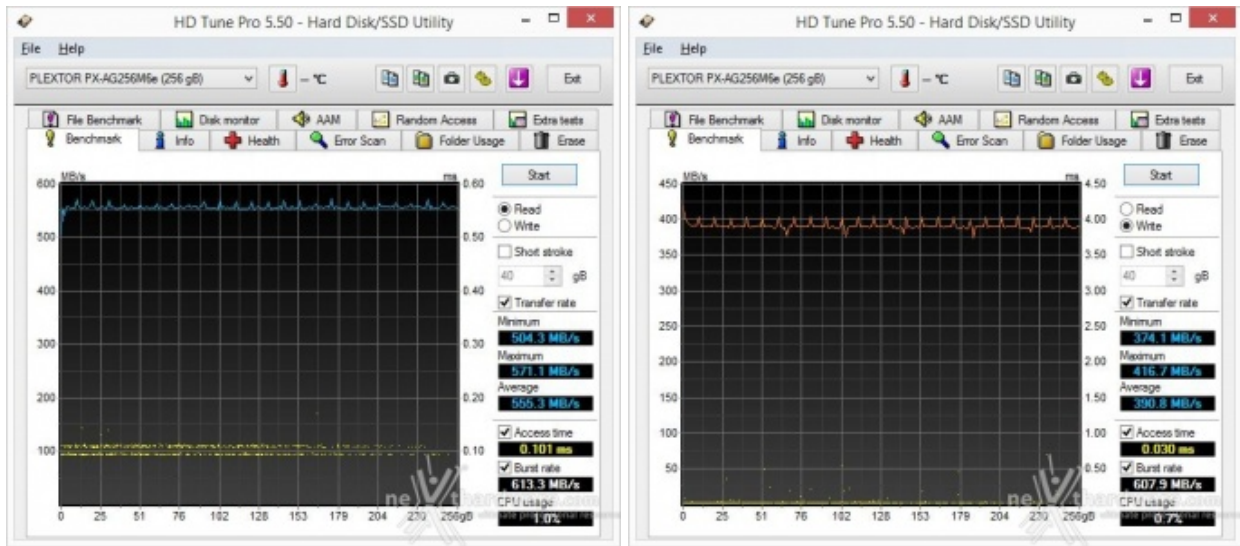 HD Tune Pro 5.50 - Hard Disk/SSD Utility
File Help
PLEXTOR PX-AG256M6e (256 gB) – °C Exit
File Benchmark Disk monitor AAM Random Access Extra tests
Benchmark Info Health Error Scan Folder Usage Erase
Start
MB/s ms
600 0.60
500 0.50
400 0.40
300 0.30
200 0.20
100 0.10
0 25 51 76 102 128 153 179 204 230 256gB
Read
Write
Short stroke
40 gB
Transfer rate
Minimum
504.3 MB/s
Maximum
571.1 MB/s
Average
555.3 MB/s
Access time
0.101 ms
Burst rate
613.3 MB/s
CPU usage
1.0%
HD Tune Pro 5.50 - Hard Disk/SSD Utility
File Help
PLEXTOR PX-AG256M6e (256 gB) – °C Exit
File Benchmark Disk monitor AAM Random Access Extra tests
Benchmark Info Health Error Scan Folder Usage Erase
Start
MB/s ms
450 4.50
400 4.00
350 3.50
300 3.00
250 2.50
200 2.00
150 1.50
100 1.00
50 0.50
0 25 51 76 102 128 153 179 204 230 256gB
Read
Write
Short stroke
40 gB
Transfer rate
Minimum
374.1 MB/s
Maximum
416.7 MB/s
Average
390.8 MB/s
Access time
0.030 ms
Burst rate
607.9 MB/s
CPU usage
0.7%